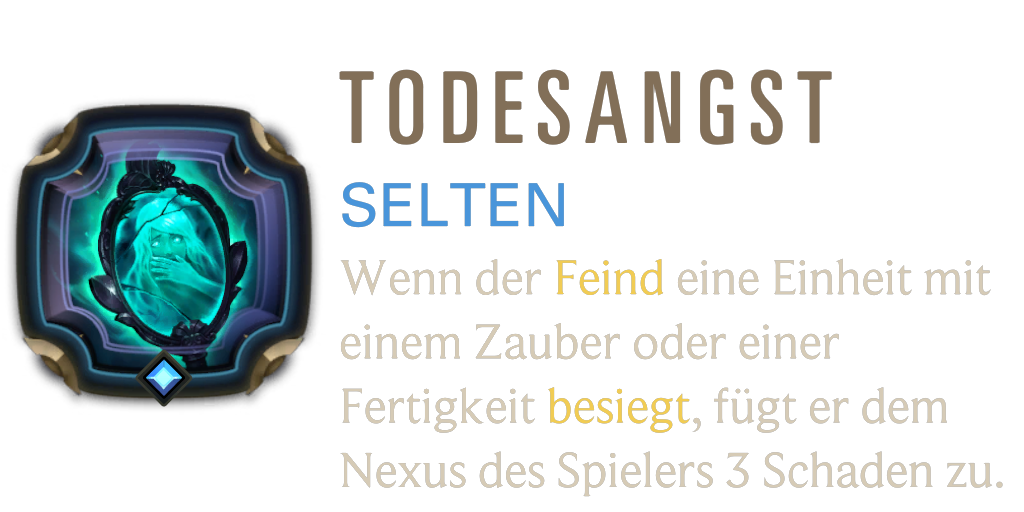 TODESANGST
SELTEN
Wenn der Feind eine Einheit mit
einem Zauber oder einer
Fertigkeit besiegt, fügt er dem
Nexus des Spielers 3 Schaden zu.